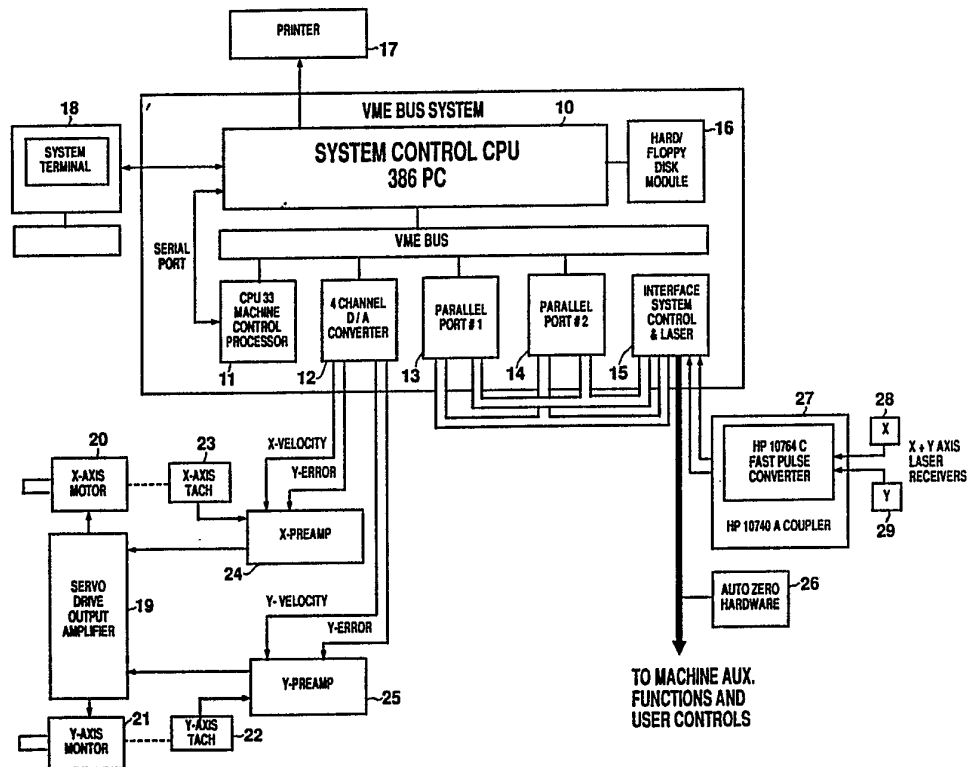 PRINTER
17
VME BUS SYSTEM
10
18
SYSTEM
TERMINAL
SYSTEM CONTROL CPU
386 PC
HARD/
FLOPPY
DISK
MODULE
16
SERIAL
PORT
VME BUS
CPU 33
MACHINE
CONTROL
PROCESSOR
11
4 CHANNEL
D / A
CONVERTER
12
PARALLEL
PORT # 1
13
PARALLEL
PORT # 2
14
INTERFACE
SYSTEM
CONTROL
& LASER
15
27
28
HP 10764 C
FAST PULSE
CONVERTER
HP 10740 A COUPLER
X
Y
29
X + Y AXIS
LASER
RECEIVERS
20
X-AXIS
MOTOR
23
X-AXIS
TACH
X-VELOCITY
Y-ERROR
X-PREAMP
24
SERVO
DRIVE
OUTPUT
AMPLIFIER
19
Y- VELOCITY
Y-ERROR
Y-PREAMP
25
AUTO ZERO
HARDWARE
26
TO MACHINE AUX.
FUNCTIONS AND
USER CONTROLS
21
Y-AXIS
MONTOR
Y-AXIS
TACH
22